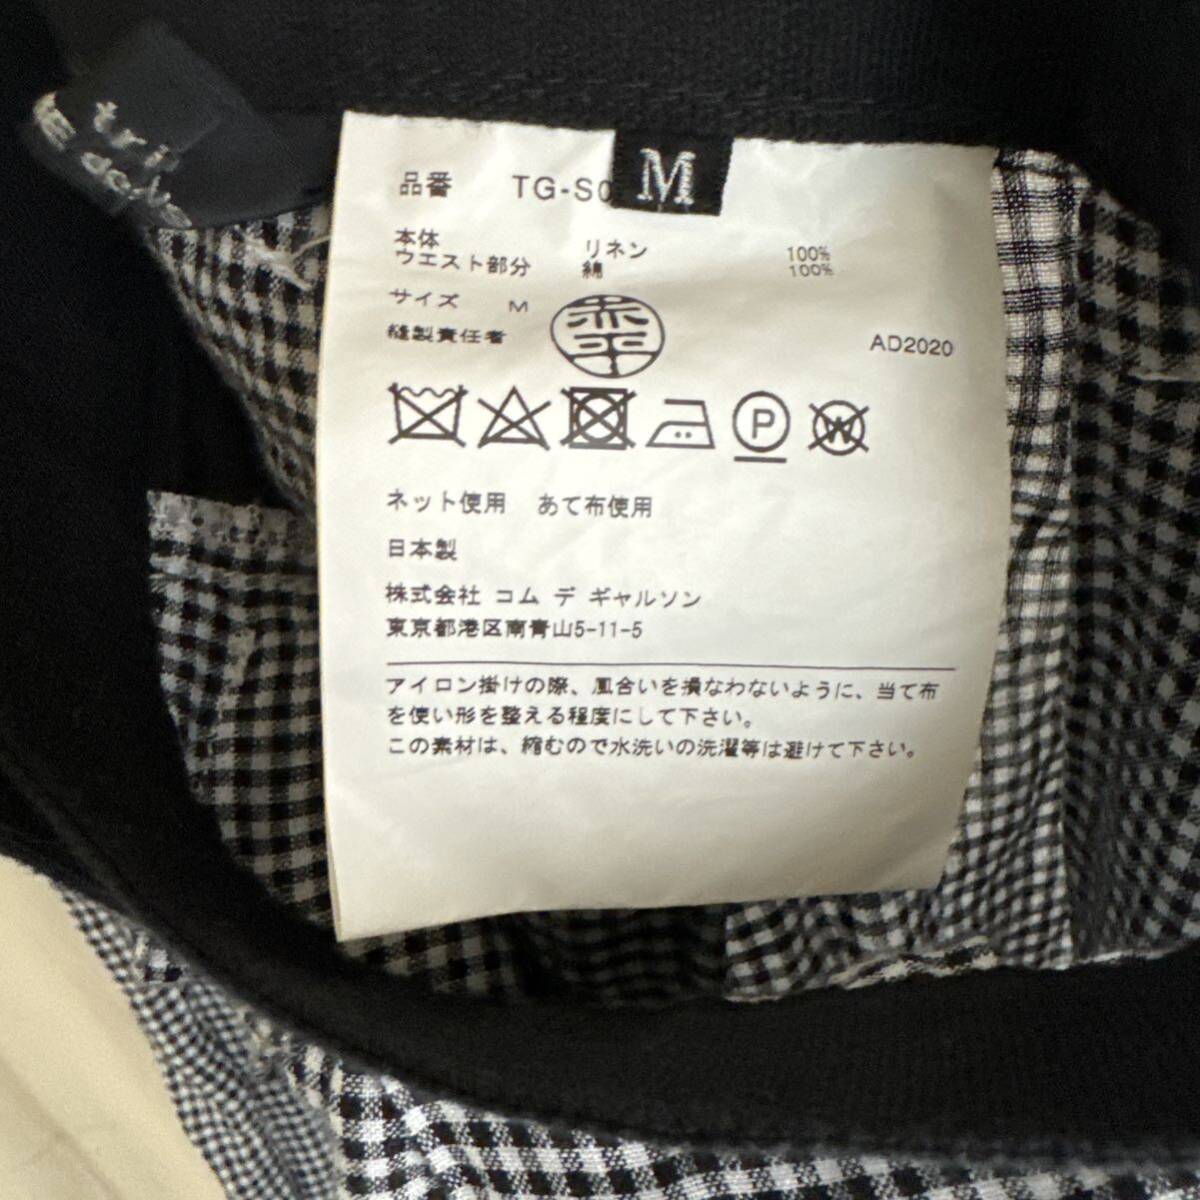 tri
品番 TG-S0
M
本体 リネン 100%
ウエスト部分 綿 100%
サイズ M
縫製責任者
AD2020
P
W
ネット使用 あて布使用
日本製
株式会社 コム デ ギャルソン
東京都港区南青山5-11-5
アイロン掛けの際、風合いを損なわないように、当て布
を使い形を整える程度にして下さい。
この素材は、縮むので水洗いの洗濯等は避けて下さい。